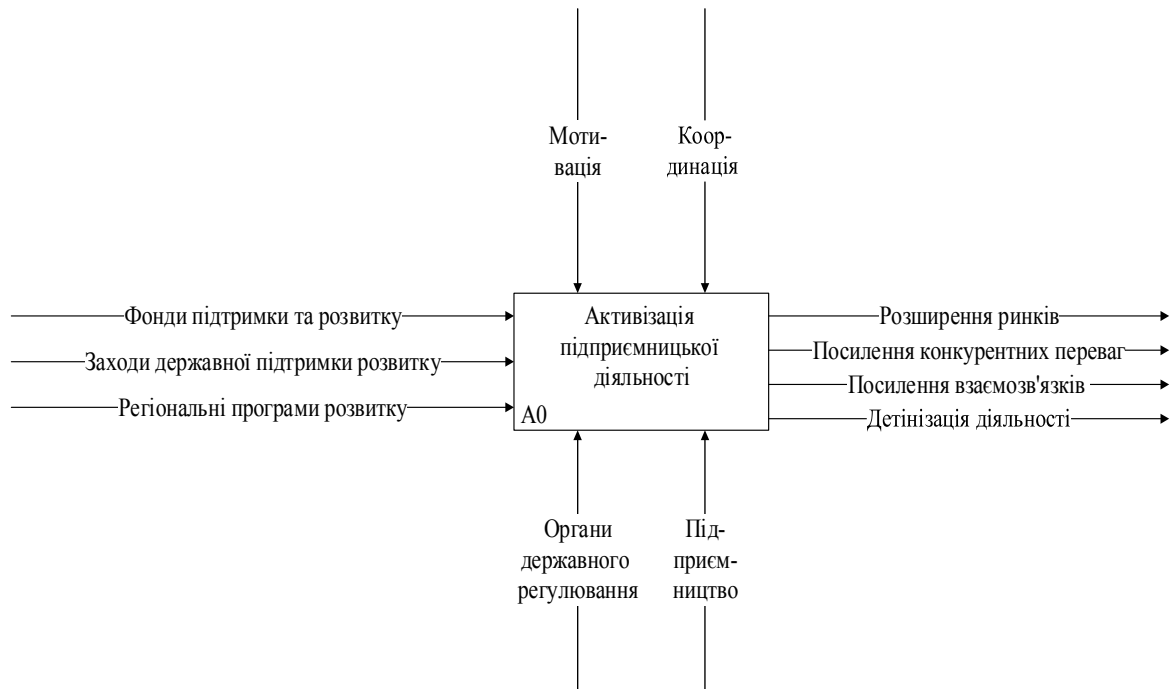 Моти-
вація
Коор-
динація
Фонди підтримки та розвитку
Заходи державної підтримки розвитку
Регіональні програми розвитку
Активізація
підприємницької
діяльності
А0
Розширення ринків
Посилення конкурентних переваг
Посилення взаємозв'язків
Детінізація діяльності
Органи
державного
регулювання
Під-
приєм-
ництво